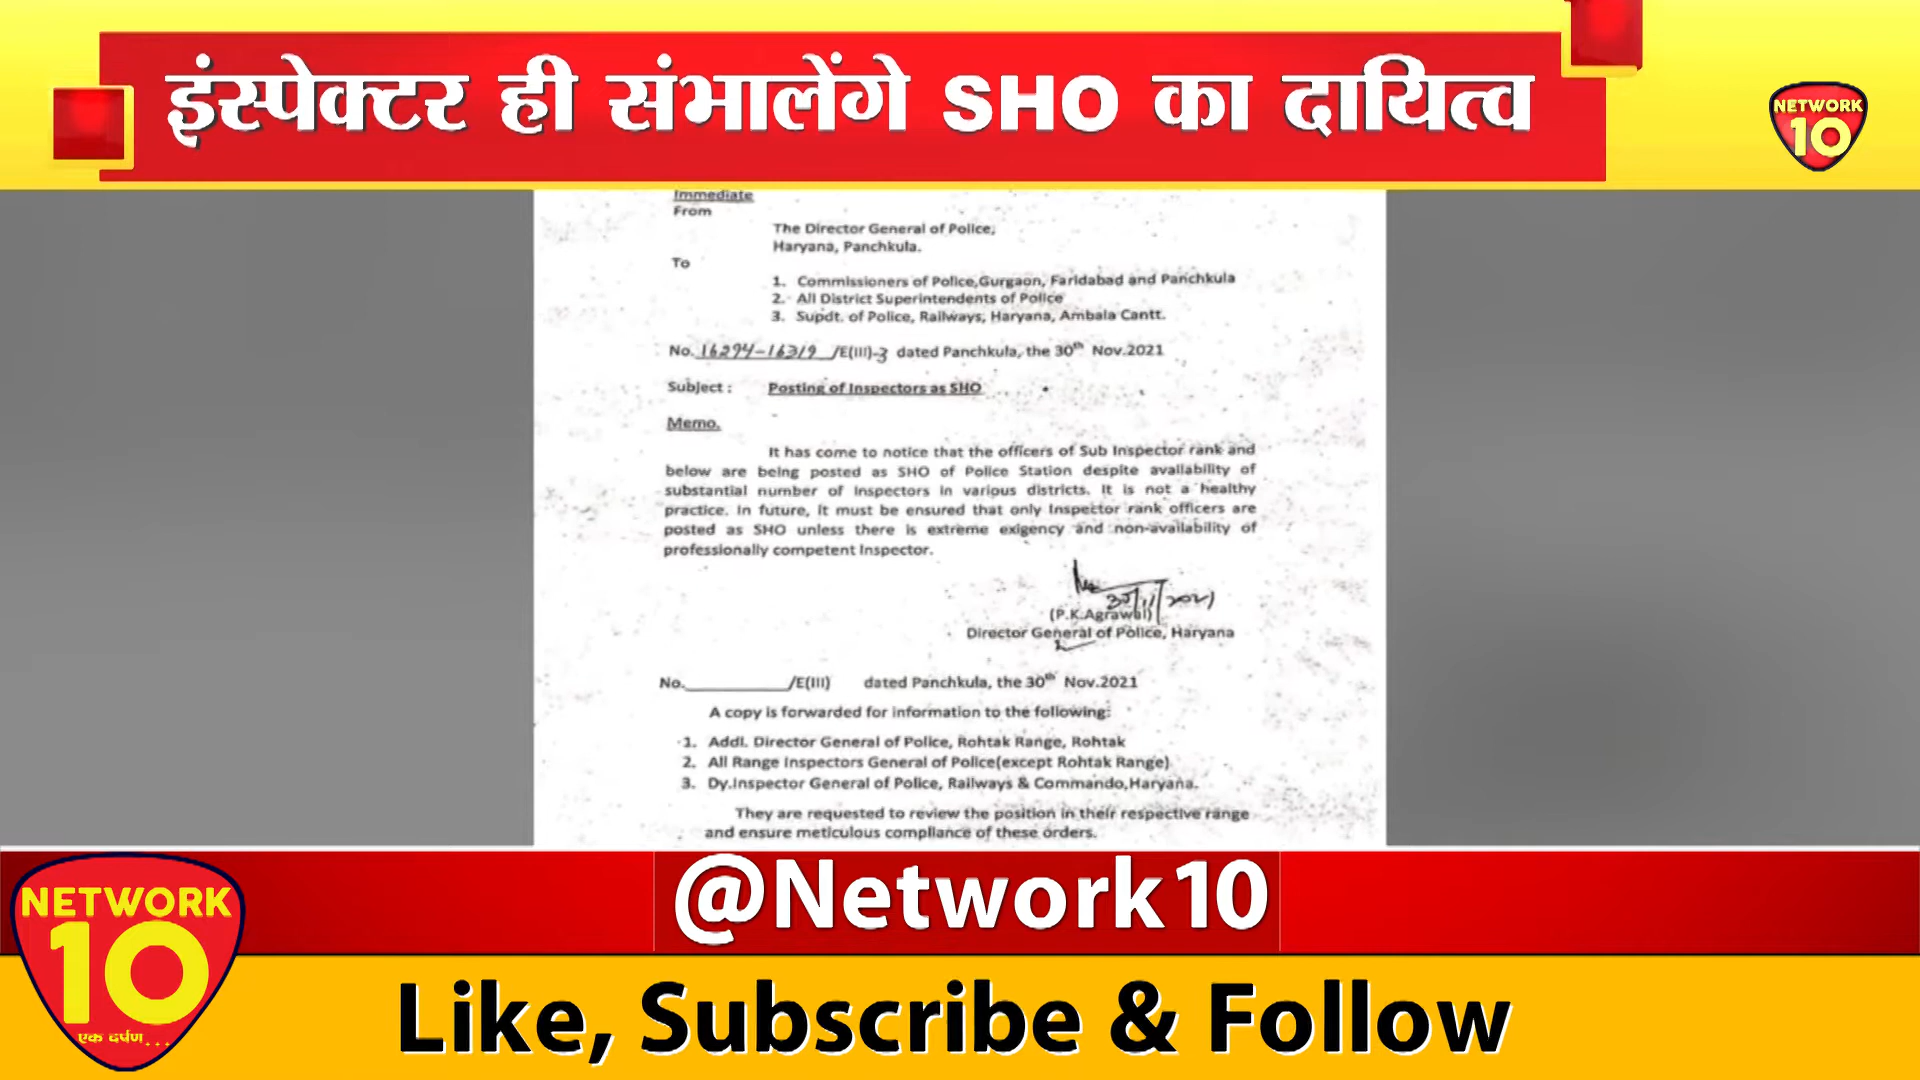 इंस्पेक्टर ही संभालेंगे SHO का दायित्व
NETWORK
10
Immediate
From
The Director General of Police,
Haryana, Panchkula.
To
1. Commissioners of Police,Gurgaon, Faridabad and Panchkula
2. All District Superintendents of Police
3. Supdt. of Police, Railways, Haryana, Ambala Cantt.
No. 16294-16319 /E(III)-3 dated Panchkula, the 30th Nov.2021
Subject : Posting of Inspectors as SHO
Memo.
It has come to notice that the officers of Sub Inspector rank and
below are being posted as SHO of Police Station despite availability of
substantial number of Inspectors in various districts. It is not a healthy
practice. In future, it must be ensured that only Inspector rank officers are
posted as SHO unless there is extreme exigency and non-availability of
professionally competent Inspector.
30/11/2021
(P.K.Agrawal)
Director General of Police, Haryana
No.__________/E(III) dated Panchkula, the 30th Nov.2021
A copy is forwarded for information to the following:
1. Addl. Director General of Police, Rohtak Range, Rohtak
2. All Range Inspectors General of Police(except Rohtak Range)
3. Dy.Inspector General of Police, Railways & Commando,Haryana.
They are requested to review the position in their respective range
and ensure meticulous compliance of these orders.
@Network10
NETWORK
10
एक दर्पण...
Like, Subscribe & Follow